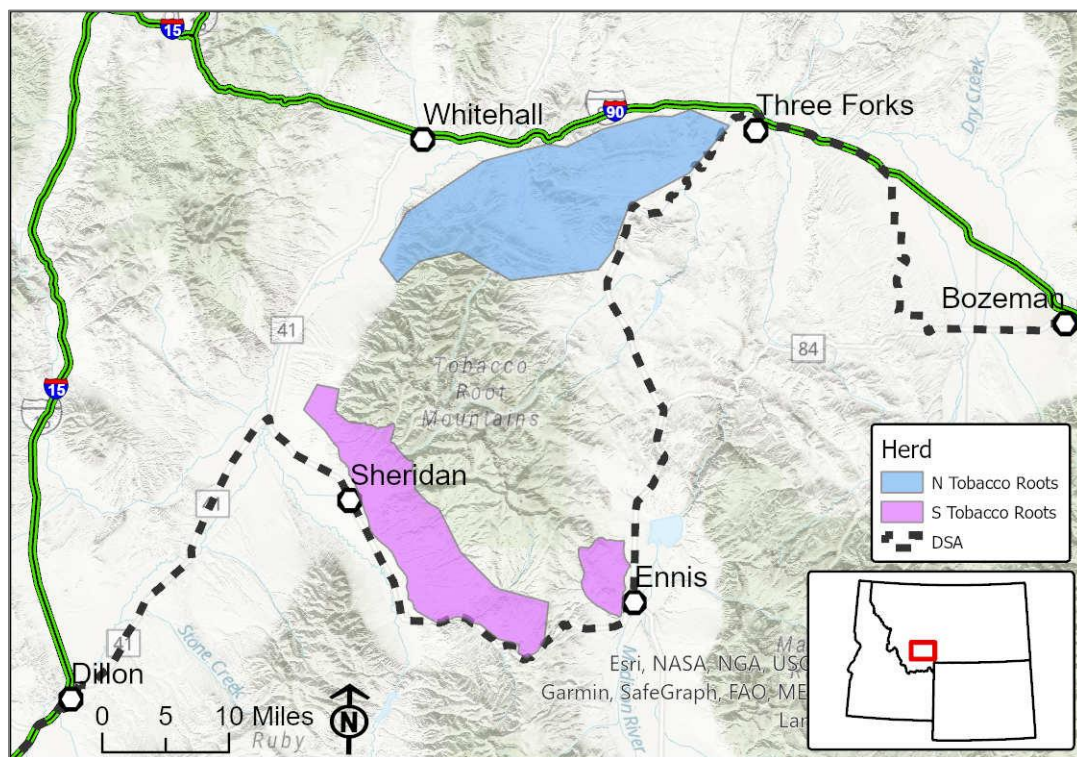 15
Whitehall
90
Three Forks
Dry Creek
Bozeman
41
84
15
Tobacco
Root
Mountains
Sheridan
41
Herd
N Tobacco Roots
S Tobacco Roots
DSA
Ennis
41
Stone Creek
Dillon
Esri, NASA, NGA, USG
Garmin, SafeGraph, FAO, ME
Madison River
0 5 10 Miles
N
Ruby